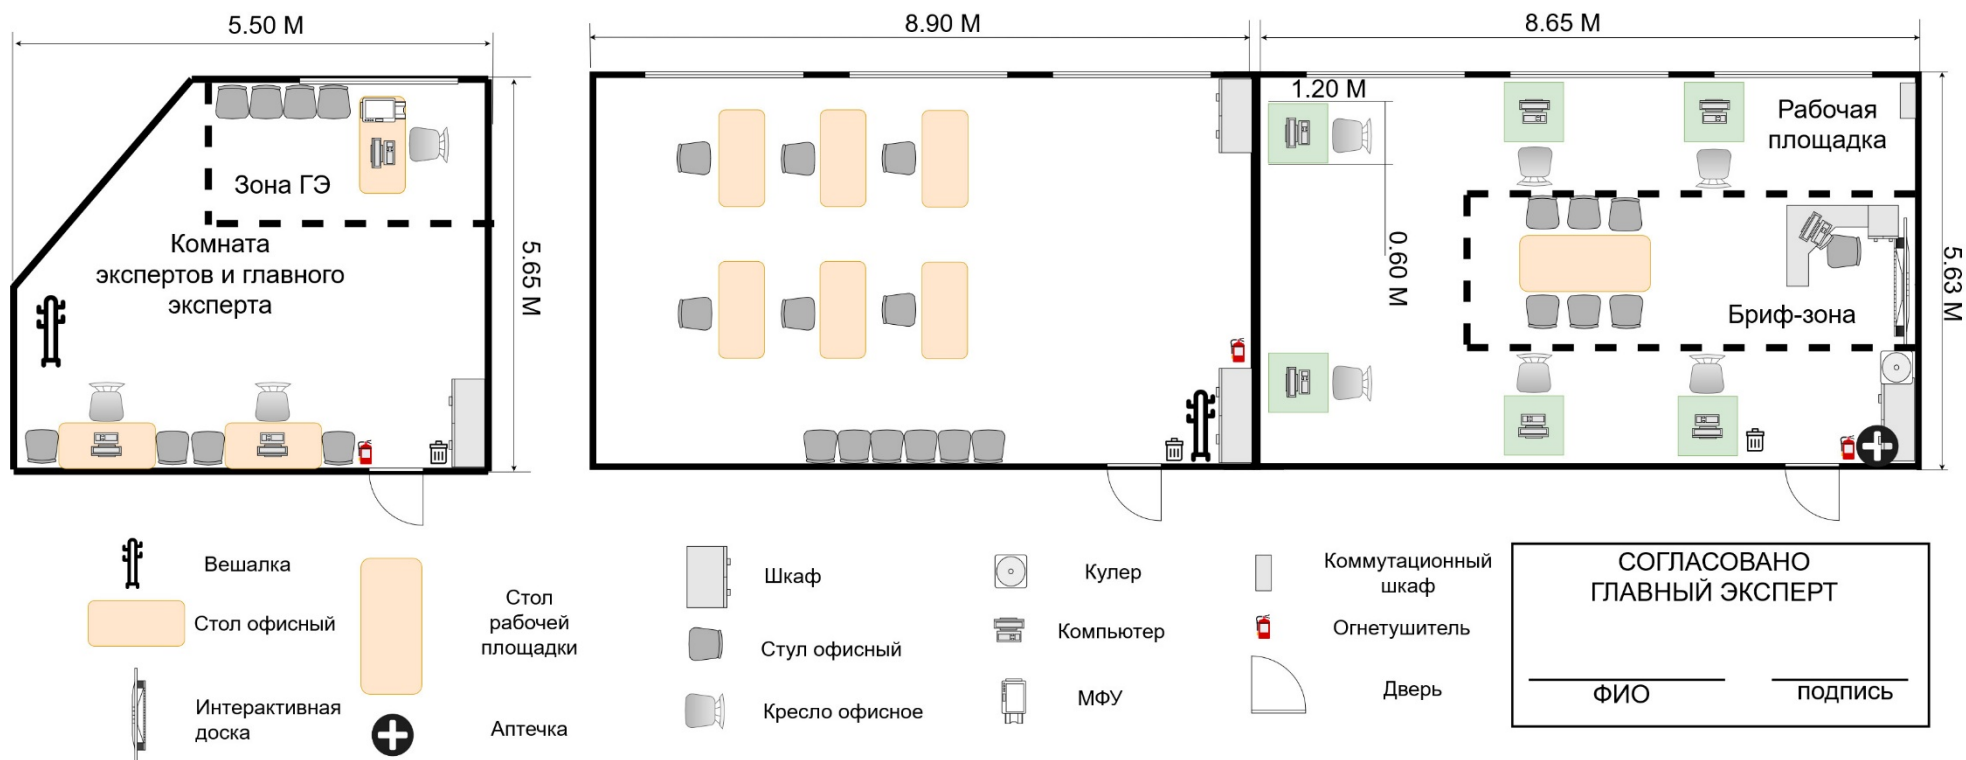 5.50 М
8.90 М
8.65 М
1.20 М
Рабочая
площадка
Зона ГЭ
Комната
экспертов и главного
эксперта
5.65 М
0.60 М
Бриф-зона
5.63 М
Вешалка
Стол офисный
Интерактивная
доска
Стол
рабочей
площадки
Аптечка
Шкаф
Стул офисный
Кресло офисное
Кулер
Компьютер
МФУ
Коммутационный
шкаф
Огнетушитель
Дверь
СОГЛАСОВАНО
ГЛАВНЫЙ ЭКСПЕРТ
ФИО
подпись